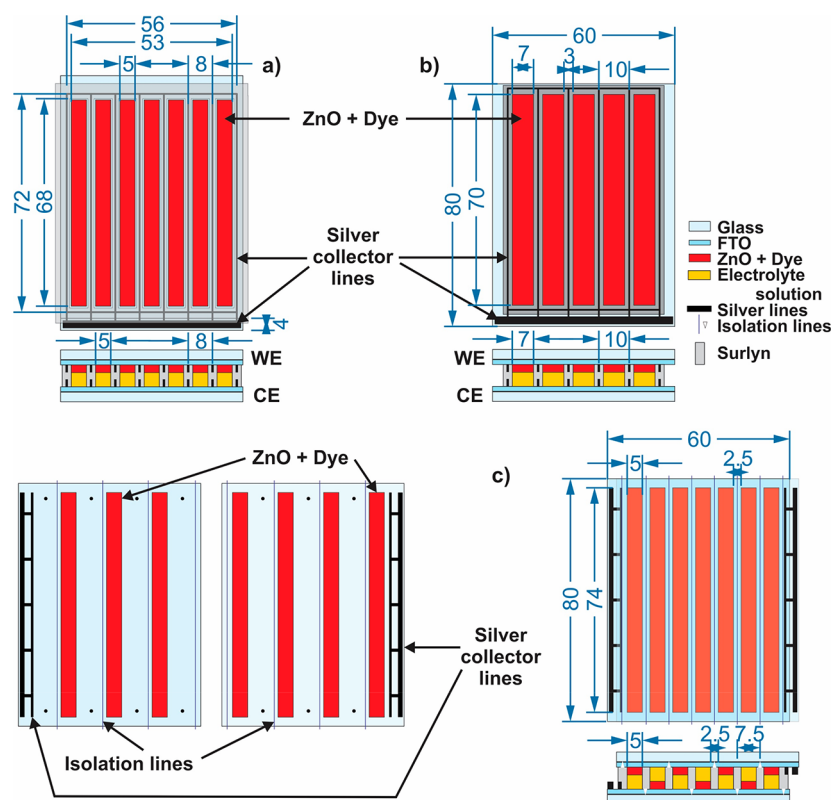 56
53
5
8
a)
72
68
4
ZnO + Dye
Silver
collector
lines
5
8
WE
CE
b)
60
7
3
10
80
70
7
10
WE
CE
Glass
FTO
ZnO + Dye
Electrolyte
solution
Silver lines
Isolation lines
Surlyn
ZnO + Dye
Silver
collector
lines
Isolation lines
c)
60
5
2.5
80
74
5
2.5
7.5